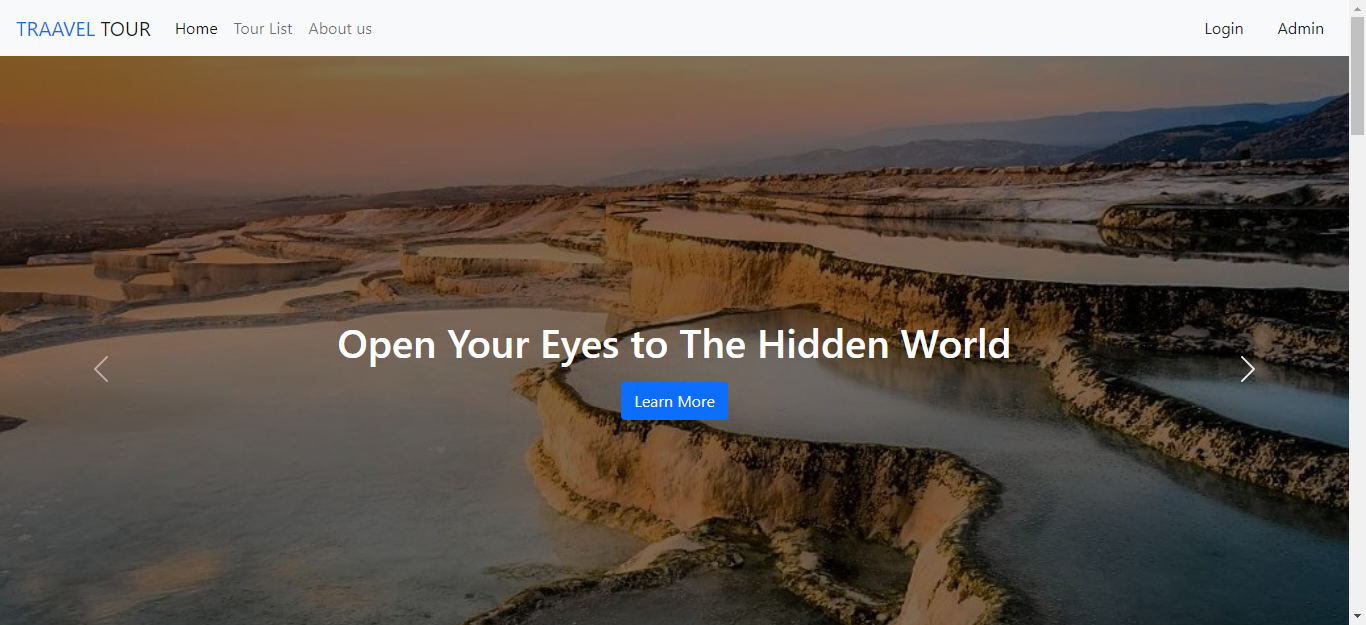 TRAAVEL TOUR Home Tour List About us Login Admin
Open Your Eyes to The Hidden World
Learn More